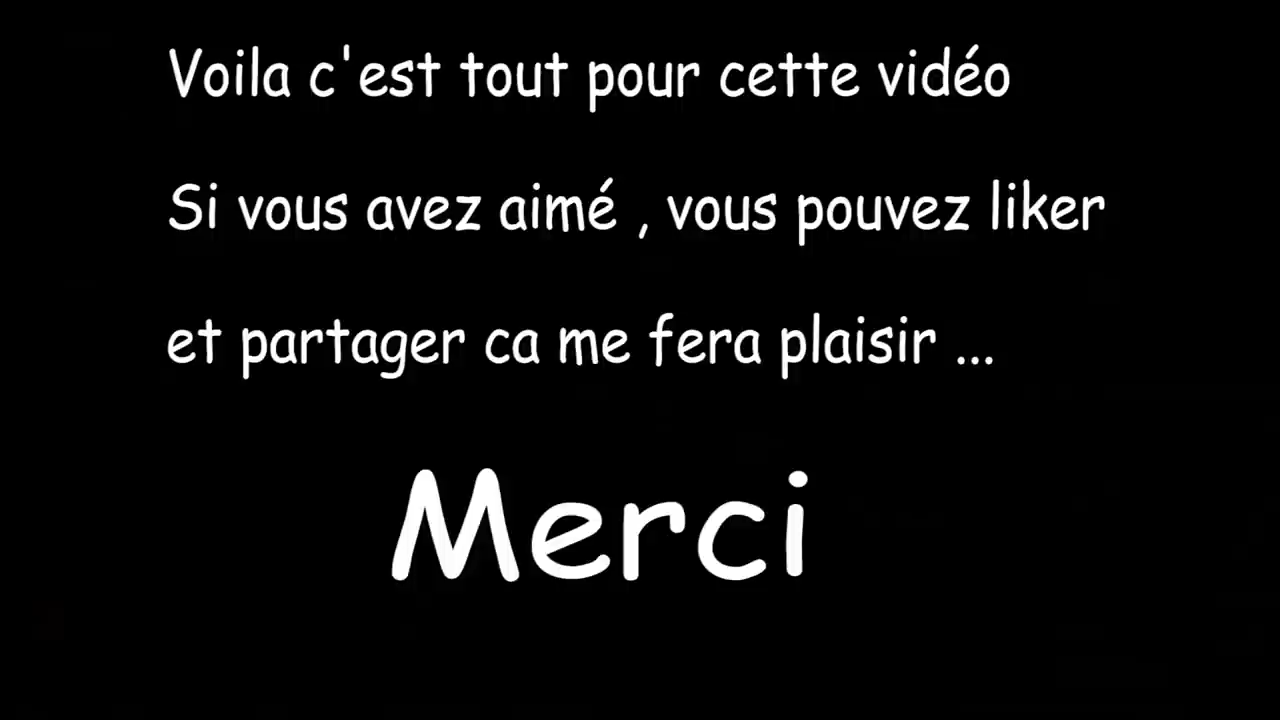 Voila c'est tout pour cette vidéo
Si vous avez aimé , vous pouvez liker
et partager ca me fera plaisir ...
Merci